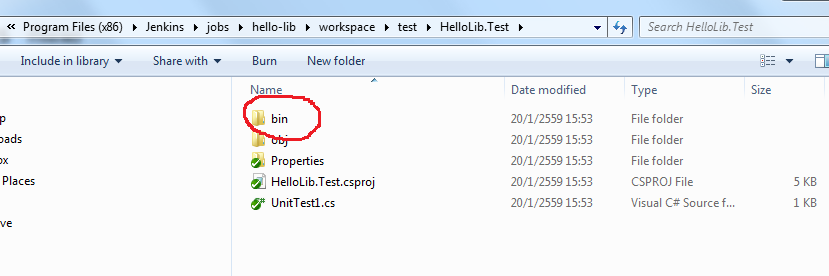 « Program Files (x86) ▸ Jenkins ▸ jobs ▸ hello-lib ▸ workspace ▸ test ▸ HelloLib.Test ▸ Search HelloLib.Test
Include in library Share with Burn New folder
Name Date modified Type Size
p bin 20/1/2559 15:53 File folder
oads obj 20/1/2559 15:53 File folder
ox Properties 20/1/2559 15:53 File folder
Places HelloLib.Test.csproj 20/1/2559 15:53 CSPROJ File 5 KB
UnitTest1.cs 20/1/2559 15:53 Visual C# Source f... 1 KB
ve